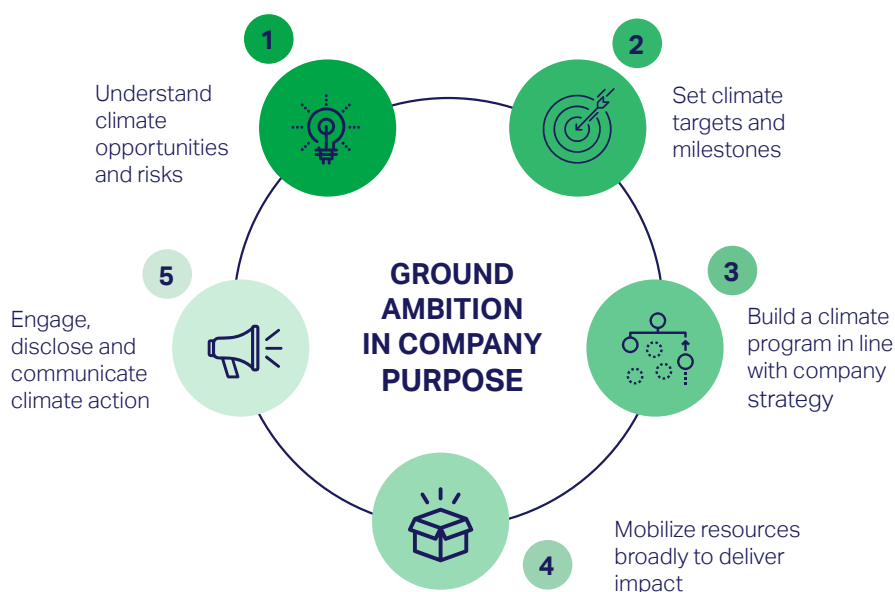 1
Understand
climate
opportunities
and risks
2
Set climate
targets and
milestones
3
Build a climate
program in line
with company
strategy
4
Mobilize resources
broadly to deliver
impact
5
Engage,
disclose and
communicate
climate action
GROUND
AMBITION
IN COMPANY
PURPOSE